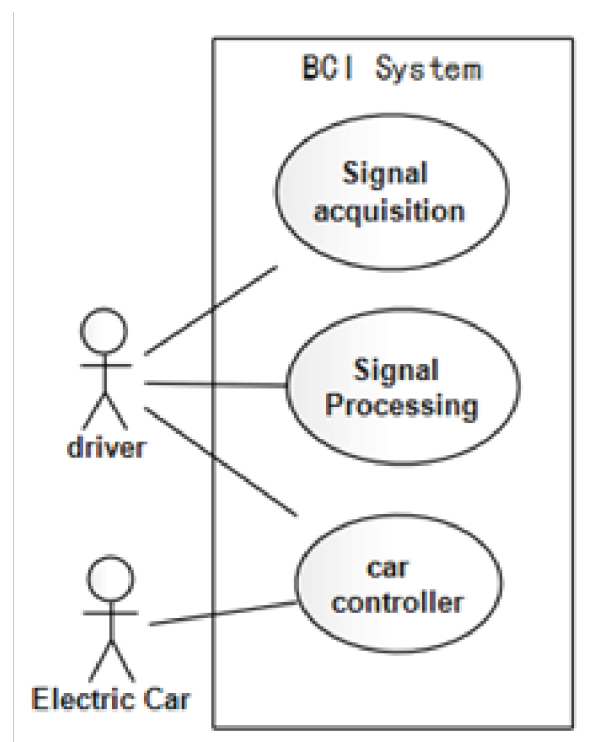 BCI System
Signal
acquisition
Signal
Processing
driver
car
controller
Electric Car